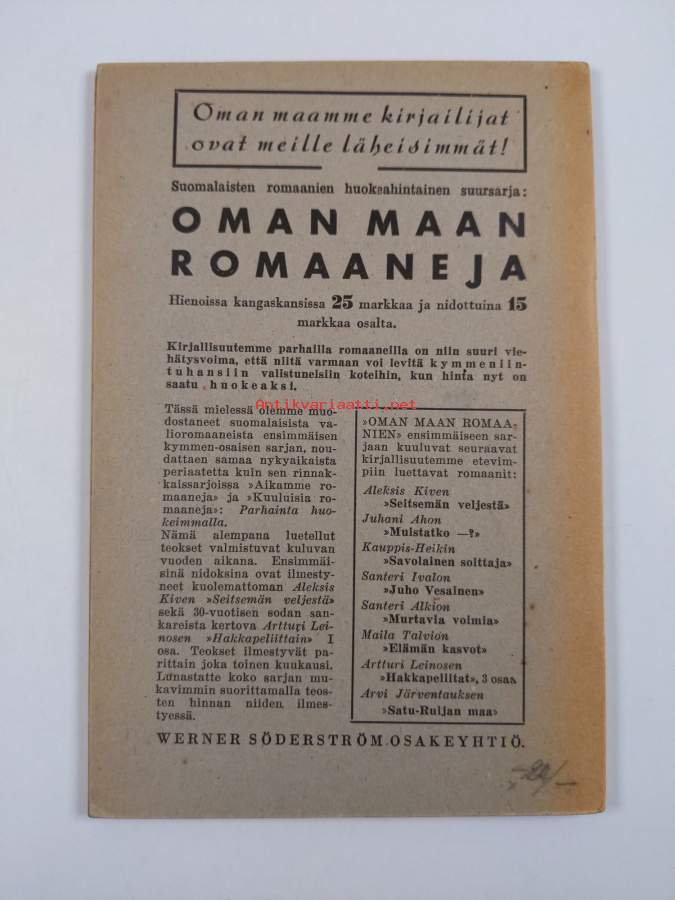 Oman maamme kirjailijat
ovat meille läheisimmät!
Suomalaisten romaanien huokeahintainen suursarja:
OMAN MAAN
ROMAANEJA
Hienoissa kangaskansissa 25 markkaa ja nidottuina 15
markkaa osalta.
Kirjallisuutemme parhailla romaaneilla on niin suuri vie-
hätysvoima, että niitä varmaan voi levitä kymmeniin-
tuhansiin valistuneisiin koteihin, kun hinta nyt on
saatu huokeaksi.
Antikvariaatti.net
Tässä mielessä olemme muo-
dostaneet suomalaisista va-
lioromaaneista ensimmäisen
kymmen-osaisen sarjan, nou-
dattaen samaa nykyaikaista
periaatetta kuin sen rinnak-
kaissarjoissa »Aikamme ro-
maaneja» ja »Kuuluisia ro-
maaneja»: Parhainta huo-
keimmalla.
Nämä alempana luetellut
teokset valmistuvat kuluvan
vuoden aikana. Ensimmäi-
sinä nidoksina ovat ilmesty-
neet kuolemattoman Aleksis
Kiven »Seitsemän veljestä»
sekä 30-vuotisen sodan san-
kareista kertova Artturi Lei-
nosen »Hakkapeliittain» I
osa. Teokset ilmestyvät pa-
rittain joka toinen kuukausi.
Lunastatte koko sarjan mu-
kavimmin suorittamalla teos-
ten hinnan niiden ilmes-
tyessä.
»OMAN MAAN ROMAA-
NIEN» ensimmäiseen sar-
jaan kuuluvat seuraavat
kirjallisuutemme etevim-
piin luettavat romaanit:
Aleksis Kiven
»Seitsemän veljestä»
Juhani Ahon
»Muistatko —?»
Kauppis-Heikin
»Savolainen soittaja»
Santeri Ivalon
»Juho Vesainen»
Santeri Alkion
»Murtavia voimia»
Maila Talvion
»Elämän kasvot»
Artturi Leinosen
»Hakkapeliitat», 3 osaa
Arvi Järventauksen
»Satu-Ruijan maa»
WERNER SÖDERSTRÖM OSAKEYHTIÖ.